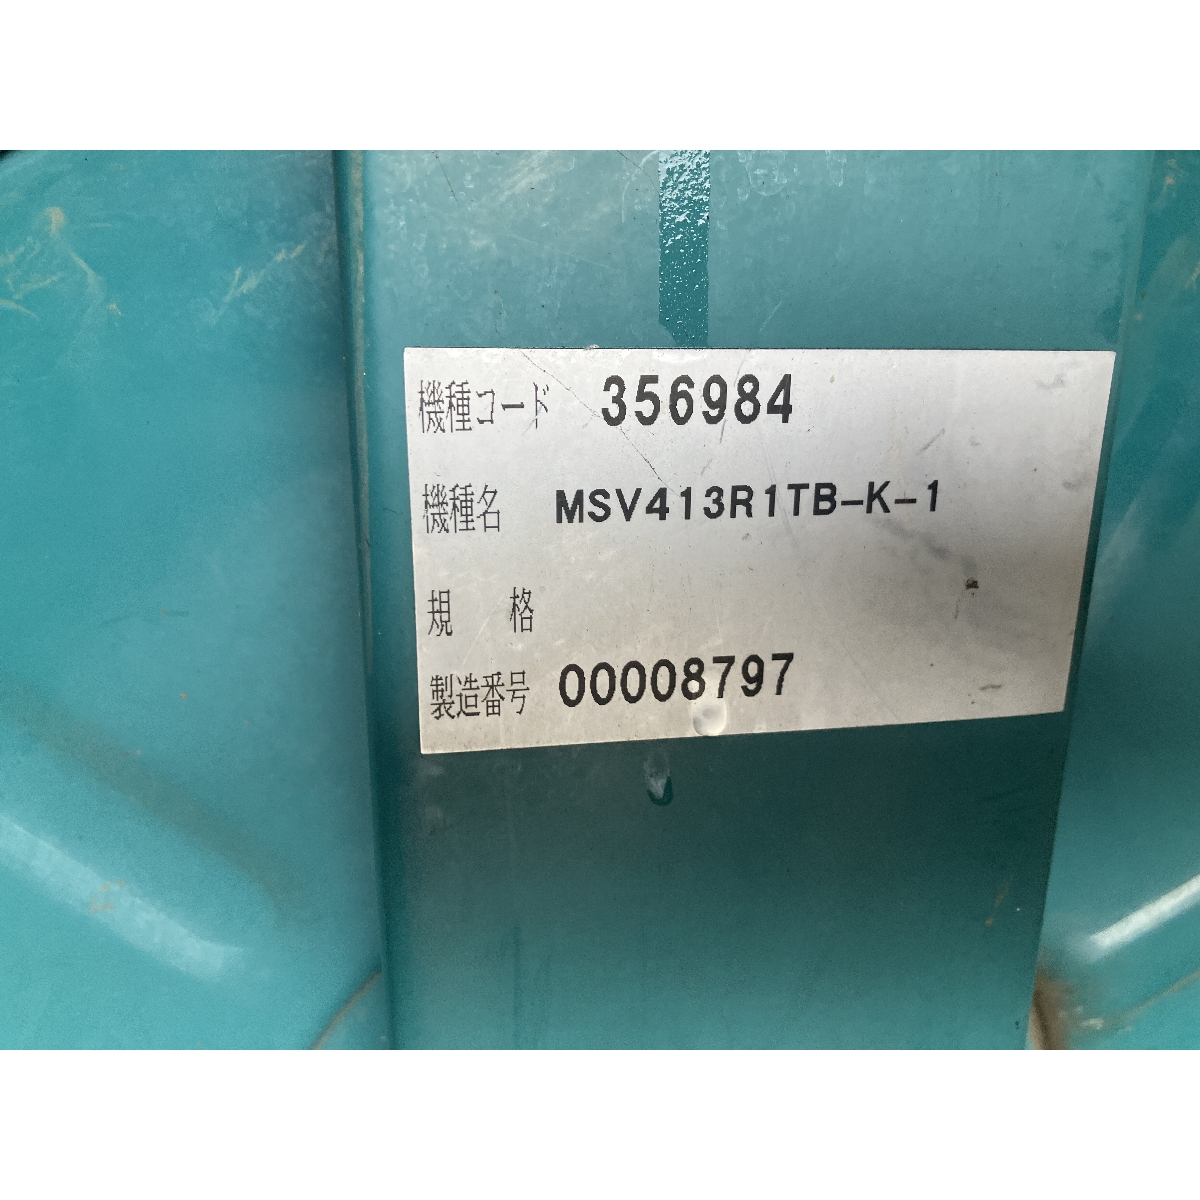 機種コード 356984
機種名 MSV413R1TB-K-1
規 格
製造番号 00008797